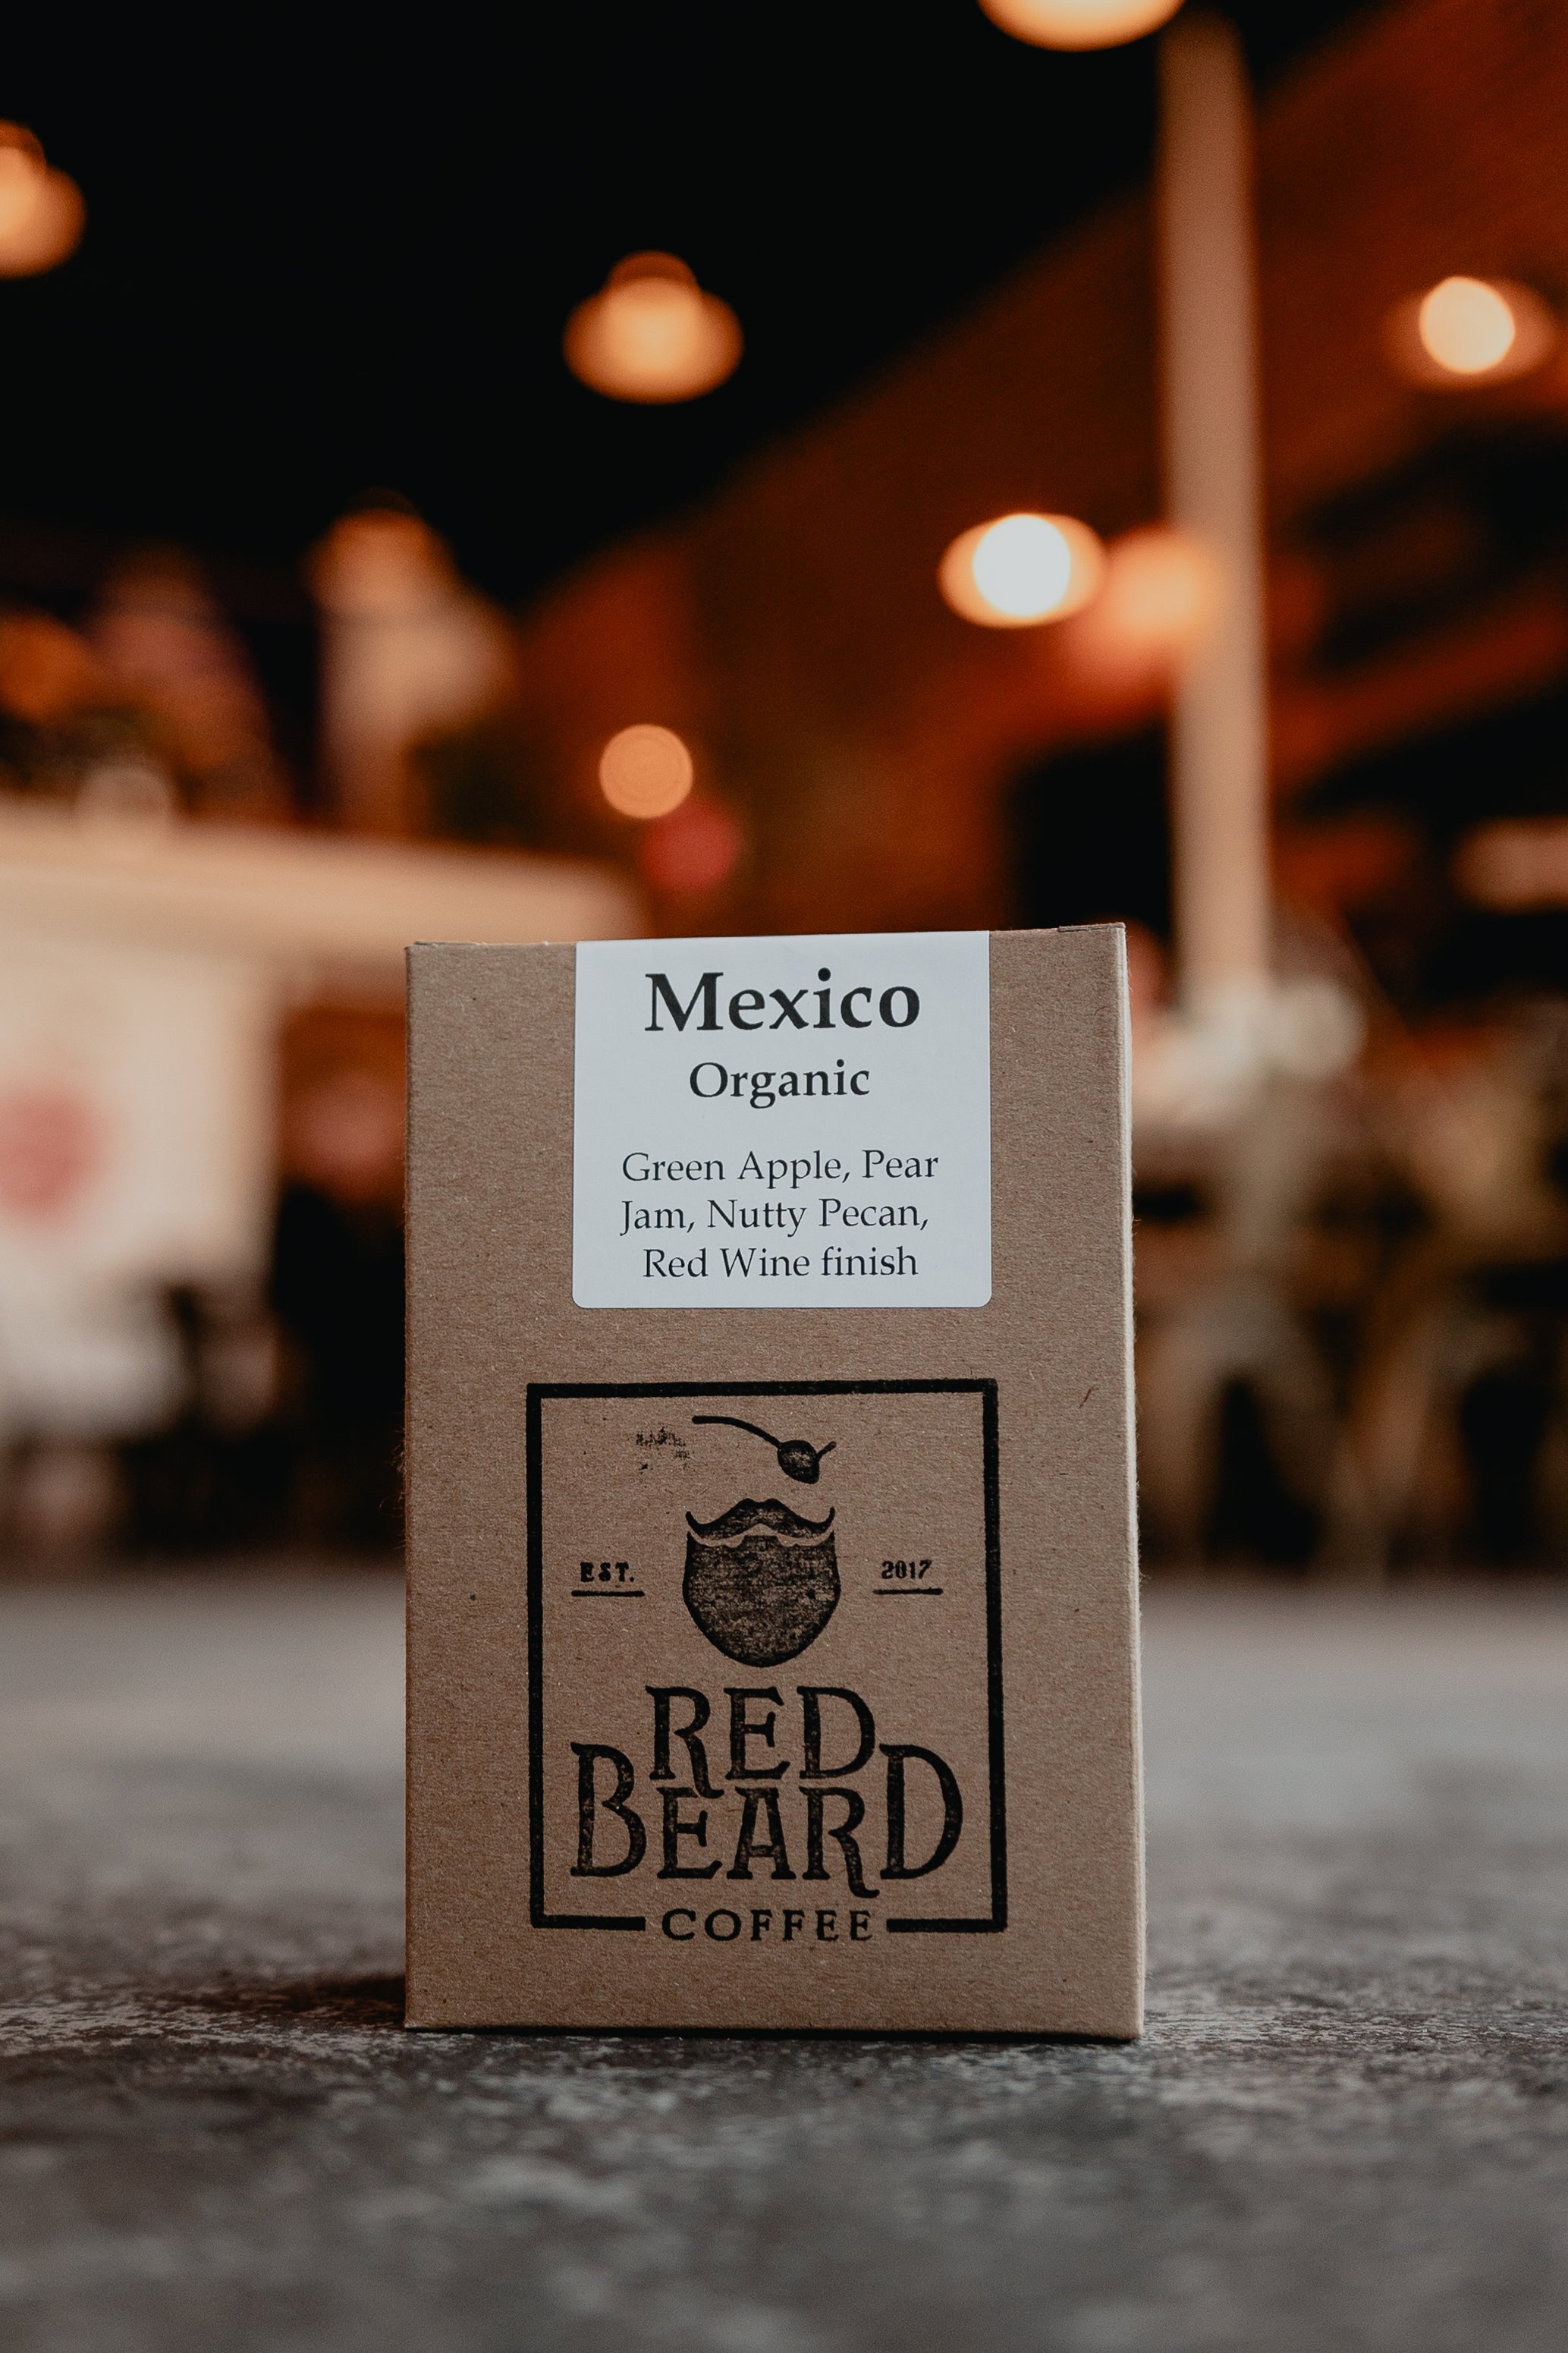 Mexico
Organic
Green Apple, Pear
Jam, Nutty Pecan,
Red Wine finish
EST. 2017
RED
BEARD
COFFEE